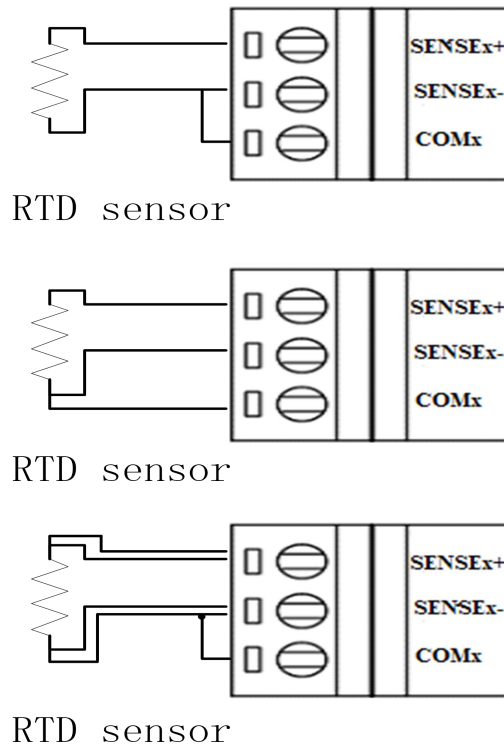 SENSEx+
SENSEx-
COMx
RTD sensor
SENSEx+
SENSEx-
COMx
RTD sensor
SENSEx+
SENSEx-
COMx
RTD sensor